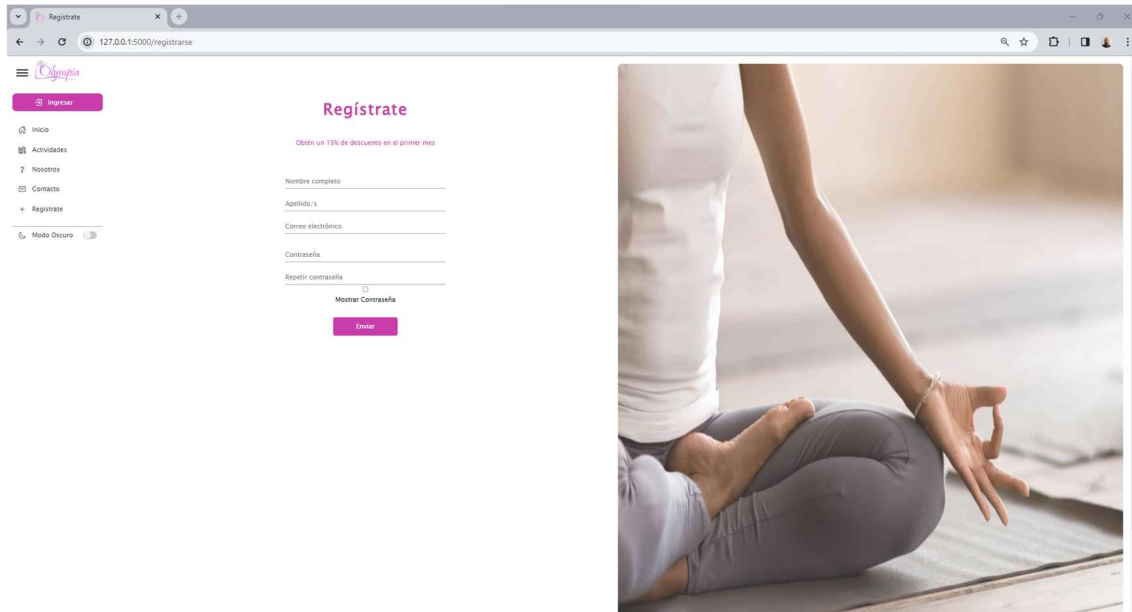 Registrate
127.0.0.1:5000/registrarse
Olympia
Ingresar
Inicio
Actividades
Nosotros
Contacto
Registrate
Modo Oscuro
Regístrate
Obtén un 15% de descuento en el primer mes
Nombre completo
Apellido/s
Correo electrónico
Contraseña
Repetir contraseña
Mostrar Contraseña
Enviar